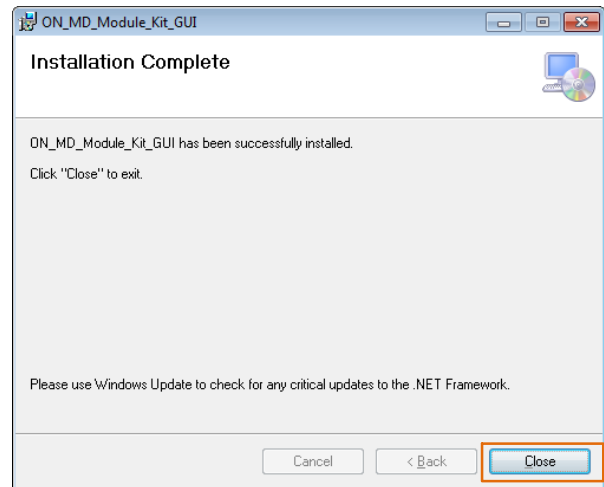 ON_MD_Module_Kit_GUI
Installation Complete
ON_MD_Module_Kit_GUI has been successfully installed.
Click "Close" to exit.
Please use Windows Update to check for any critical updates to the .NET Framework.
Cancel
< Back
Close